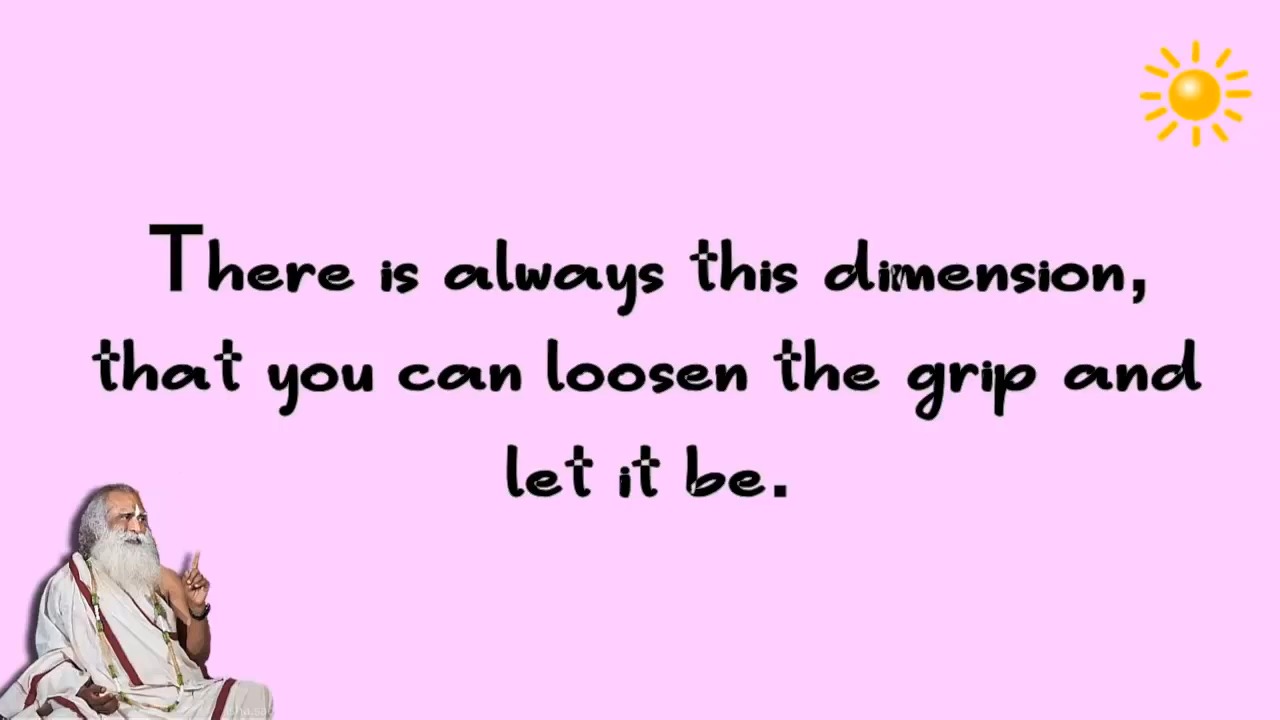 There is always this dimension,
that you can loosen the grip and
let it be.